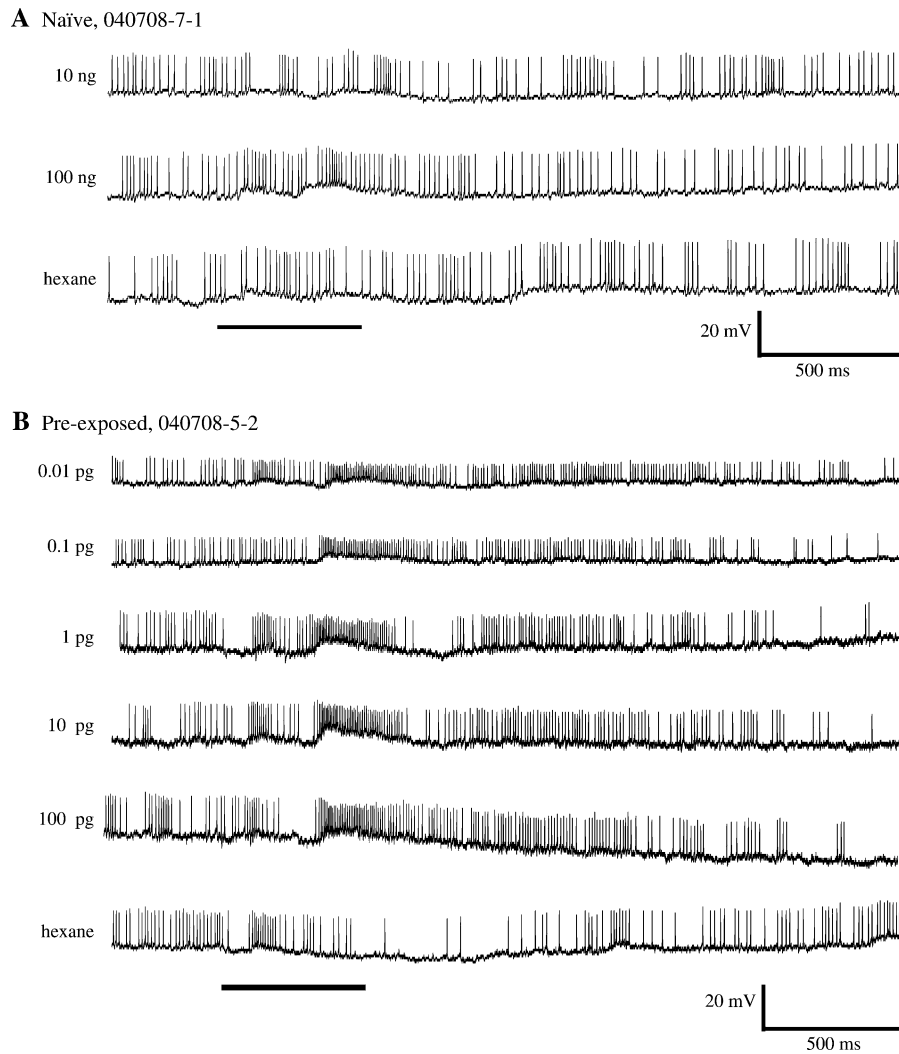 A Naïve, 040708-7-1
10 ng
100 ng
hexane
20 mV
500 ms
B Pre-exposed, 040708-5-2
0.01 pg
0.1 pg
1 pg
10 pg
100 pg
hexane
20 mV
500 ms